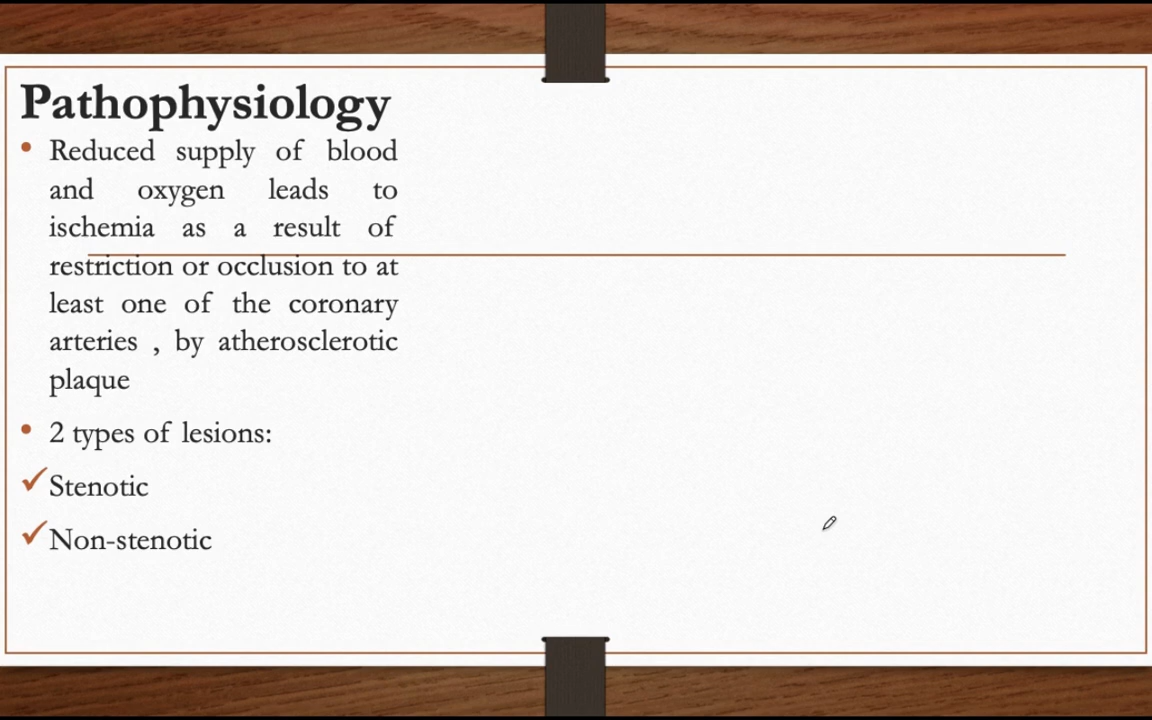 Pathophysiology
• Reduced supply of blood
and oxygen leads to
ischemia as a result of
restriction or occlusion to at
least one of the coronary
arteries , by atherosclerotic
plaque
• 2 types of lesions:
✓Stenotic
✓Non-stenotic